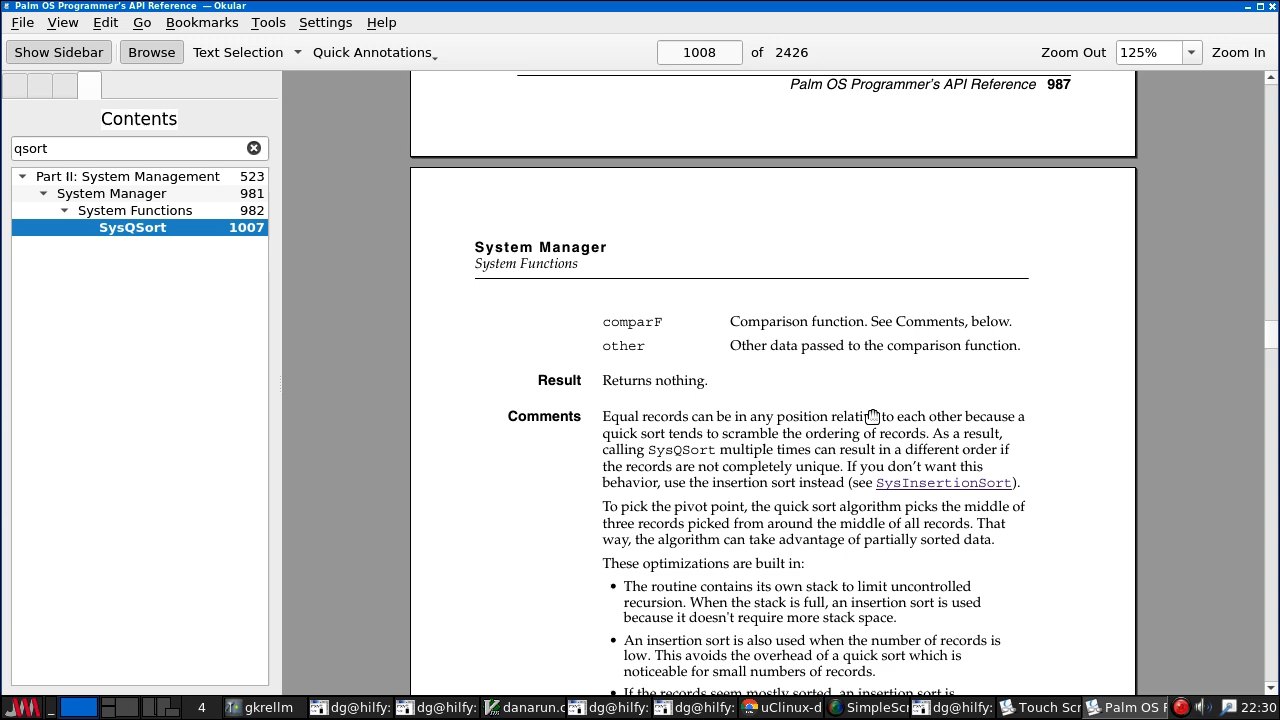 Palm OS Programmer's API Reference — Okular
File View Edit Go Bookmarks Tools Settings Help
Show Sidebar Browse Text Selection Quick Annotations 1008 of 2426 Zoom Out 125% Zoom In
Contents
qsort
Part II: System Management 523
System Manager 981
System Functions 982
SysQSort 1007
Palm OS Programmer's API Reference 987
System Manager
System Functions
comparF Comparison function. See Comments, below.
other Other data passed to the comparison function.
Result Returns nothing.
Comments Equal records can be in any position relati to each other because a
quick sort tends to scramble the ordering of records. As a result,
calling SysQSort multiple times can result in a different order if
the records are not completely unique. If you don't want this
behavior, use the insertion sort instead (see SysInsertionSort).
To pick the pivot point, the quick sort algorithm picks the middle of
three records picked from around the middle of all records. That
way, the algorithm can take advantage of partially sorted data.
These optimizations are built in:
• The routine contains its own stack to limit uncontrolled
recursion. When the stack is full, an insertion sort is used
because it doesn't require more stack space.
• An insertion sort is also used when the number of records is
low. This avoids the overhead of a quick sort which is
noticeable for small numbers of records.
• If the records seem mostly sorted, an insertion sort is
4 gkrellm dg@hilfy: dg@hilfy: danarun.c dg@hilfy: dg@hilfy: uClinux-d SimpleScr dg@hilfy: Touch Scr Palm OS F 22:30